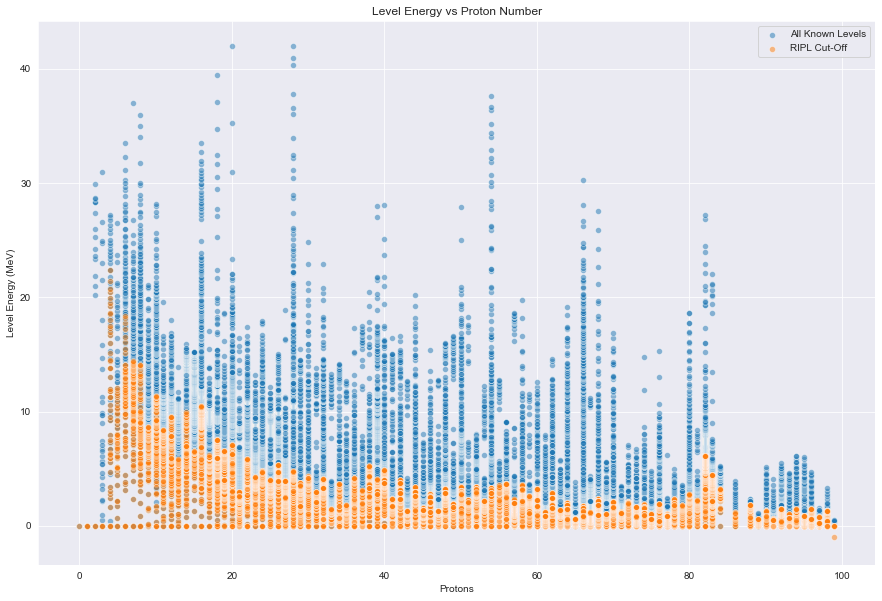 Level Energy vs Proton Number
All Known Levels
RIPL Cut-Off
40
30
20
10
0
Level Energy (MeV)
0 20 40 60 80 100
Protons